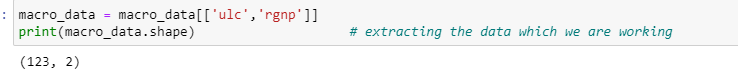 : macro_data = macro_data[['ulc','rgnp']]
print(macro_data.shape) # extracting the data which we are working
(123, 2)